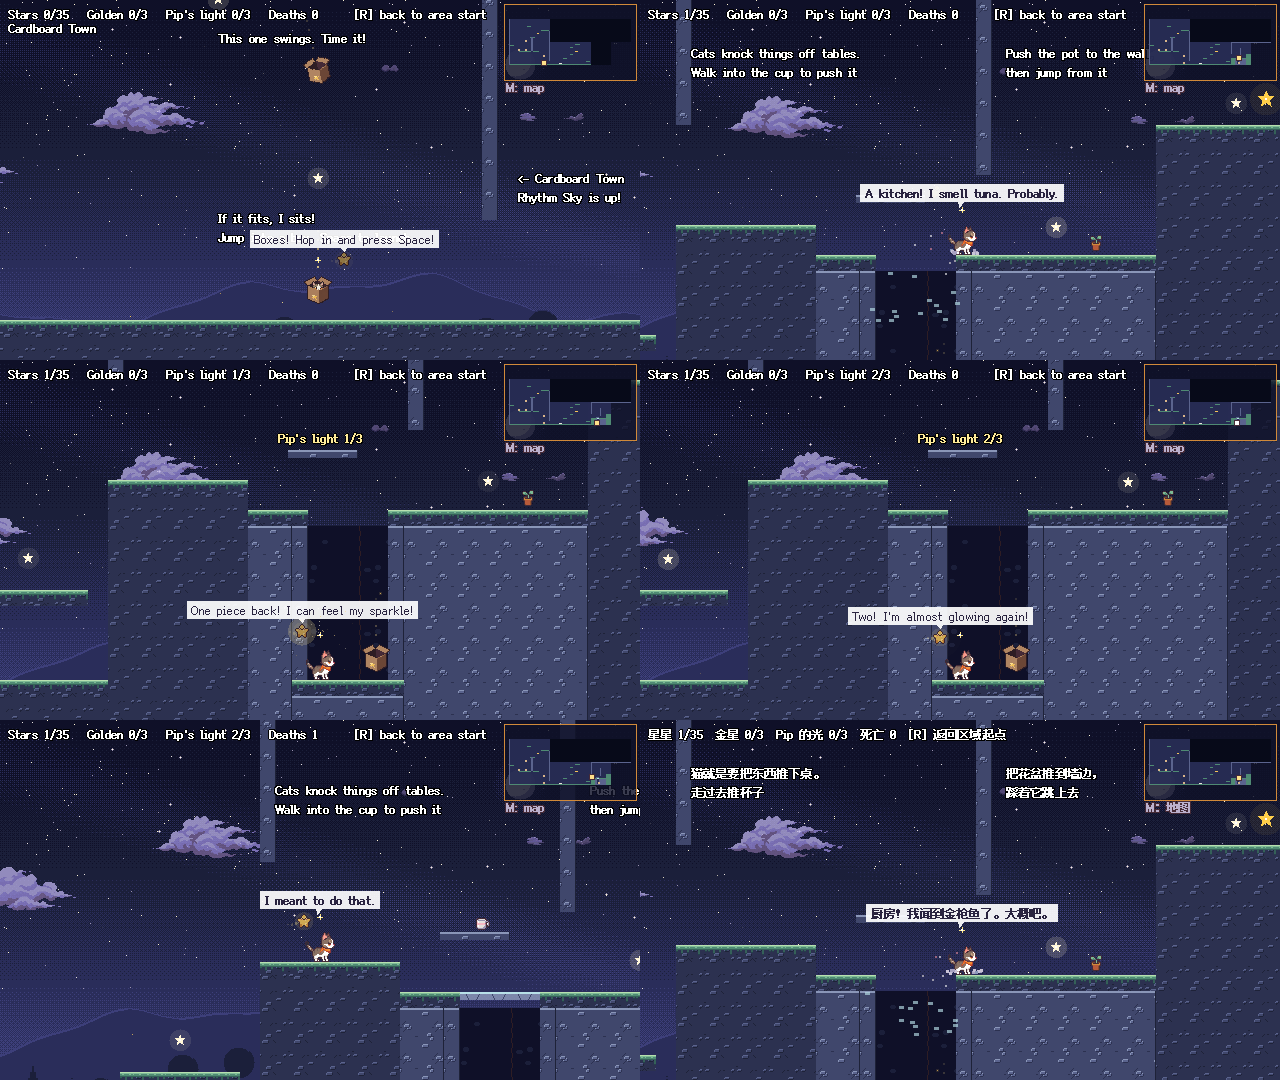 Stars 0/35 Golden 0/3 Pip's light 0/3 Deaths 0 [R] back to area start
Cardboard Town
This one swings. Time it!
M: map
<- Cardboard Town
Rhythm Sky is up!
If it fits, I sits!
Jump
Boxes! Hop in and press Space!
Stars 1/35 Golden 0/3 Pip's light 0/3 Deaths 0 [R] back to area start
Cats knock things off tables.
Walk into the cup to push it
Push the pot to the wal
then jump from it
M: map
A kitchen! I smell tuna. Probably.
Stars 1/35 Golden 0/3 Pip's light 1/3 Deaths 0 [R] back to area start
Pip's light 1/3
M: map
One piece back! I can feel my sparkle!
Stars 1/35 Golden 0/3 Pip's light 2/3 Deaths 0 [R] back to area start
Pip's light 2/3
M: map
Two! I'm almost glowing again!
Stars 1/35 Golden 0/3 Pip's light 2/3 Deaths 1 [R] back to area start
Cats knock things off tables.
Walk into the cup to push it
Push the
then jum
M: map
I meant to do that.
星星 1/35 金星 0/3 Pip 的光 0/3 死亡 0 [R] 返回区域起点
猫就是要把东西推下桌。
走过去推杯子
把花盆推到墙边，
踩着它跳上去
M: 地图
厨房！我闻到金枪鱼了。大概吧。